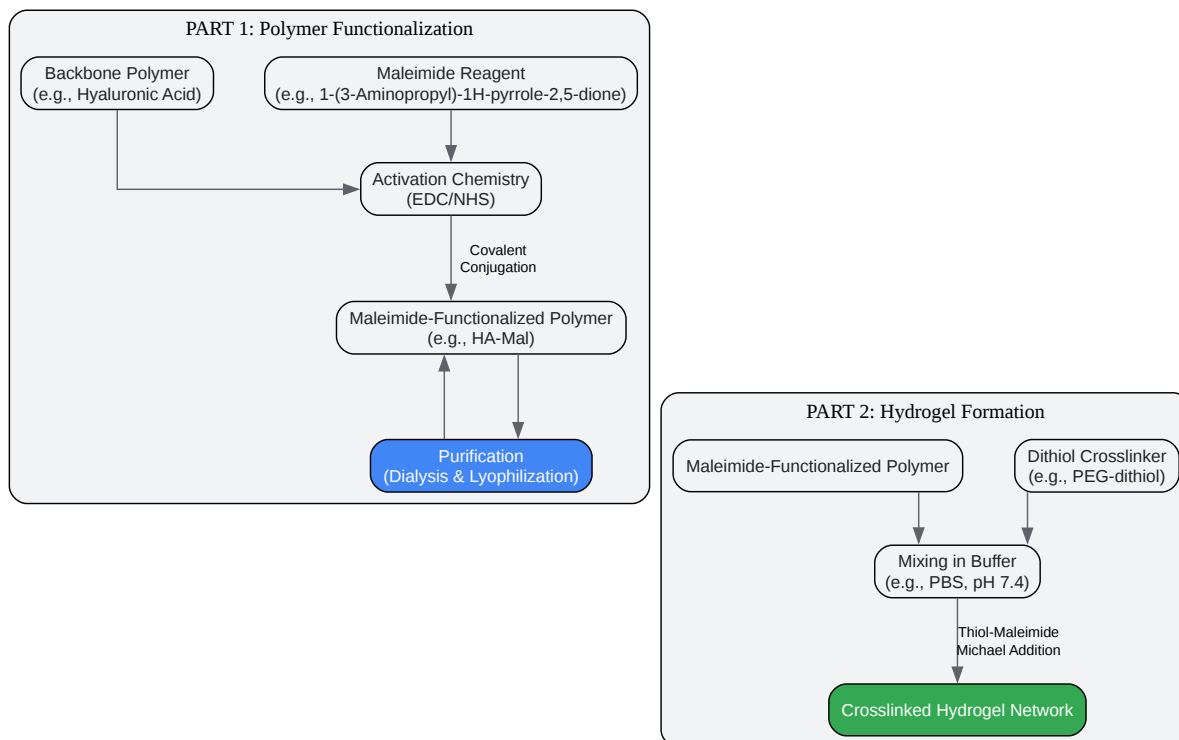 PART 1: Polymer Functionalization
Backbone Polymer
(e.g., Hyaluronic Acid)
Maleimide Reagent
(e.g., 1-(3-Aminopropyl)-1H-pyrrole-2,5-dione)
Activation Chemistry
(EDC/NHS)
Covalent
Conjugation
Maleimide-Functionalized Polymer
(e.g., HA-Mal)
Purification
(Dialysis & Lyophilization)
PART 2: Hydrogel Formation
Maleimide-Functionalized Polymer
Dithiol Crosslinker
(e.g., PEG-dithiol)
Mixing in Buffer
(e.g., PBS, pH 7.4)
Thiol-Maleimide
Michael Addition
Crosslinked Hydrogel Network